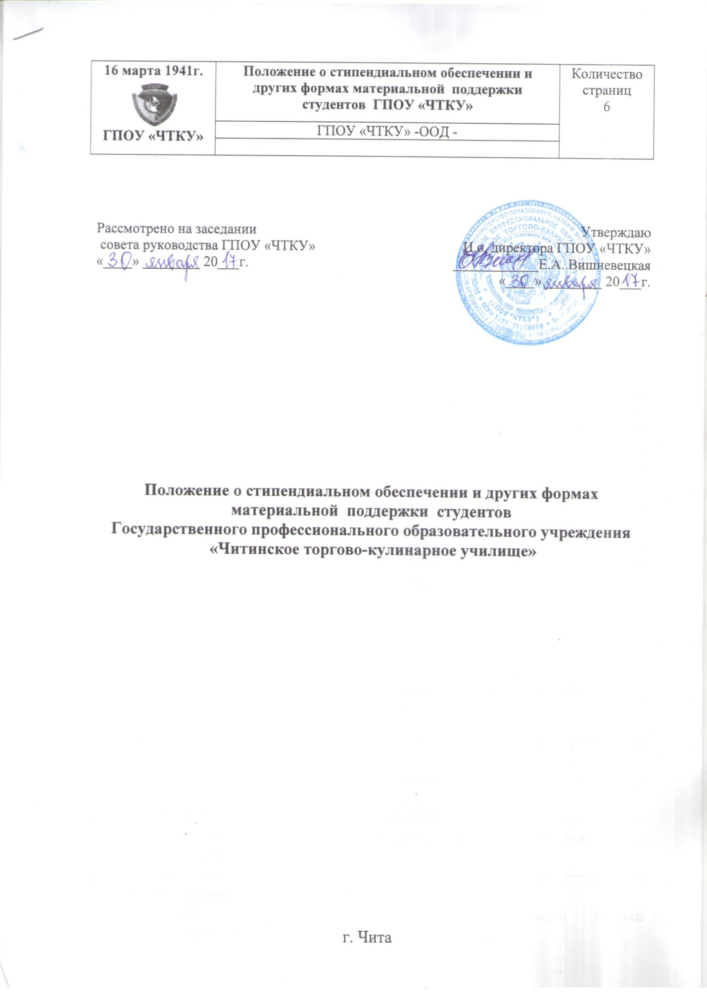 16 марта 1941г.
ГПОУ «ЧТКУ»
Положение о стипендиальном обеспечении и
других формах материальной поддержки
студентов ГПОУ «ЧТКУ»
ГПОУ «ЧТКУ» -ООД -
Количество
страниц
6
Рассмотрено на заседании
совета руководства ГПОУ «ЧТКУ»
«30» января 2017г.
Утверждаю
И.о. директора ГПОУ «ЧТКУ»
Е.А. Вишневецкая
«30» января 2017г.
Положение о стипендиальном обеспечении и других формах
материальной поддержки студентов
Государственного профессионального образовательного учреждения
«Читинское торгово-кулинарное училище»
г. Чита